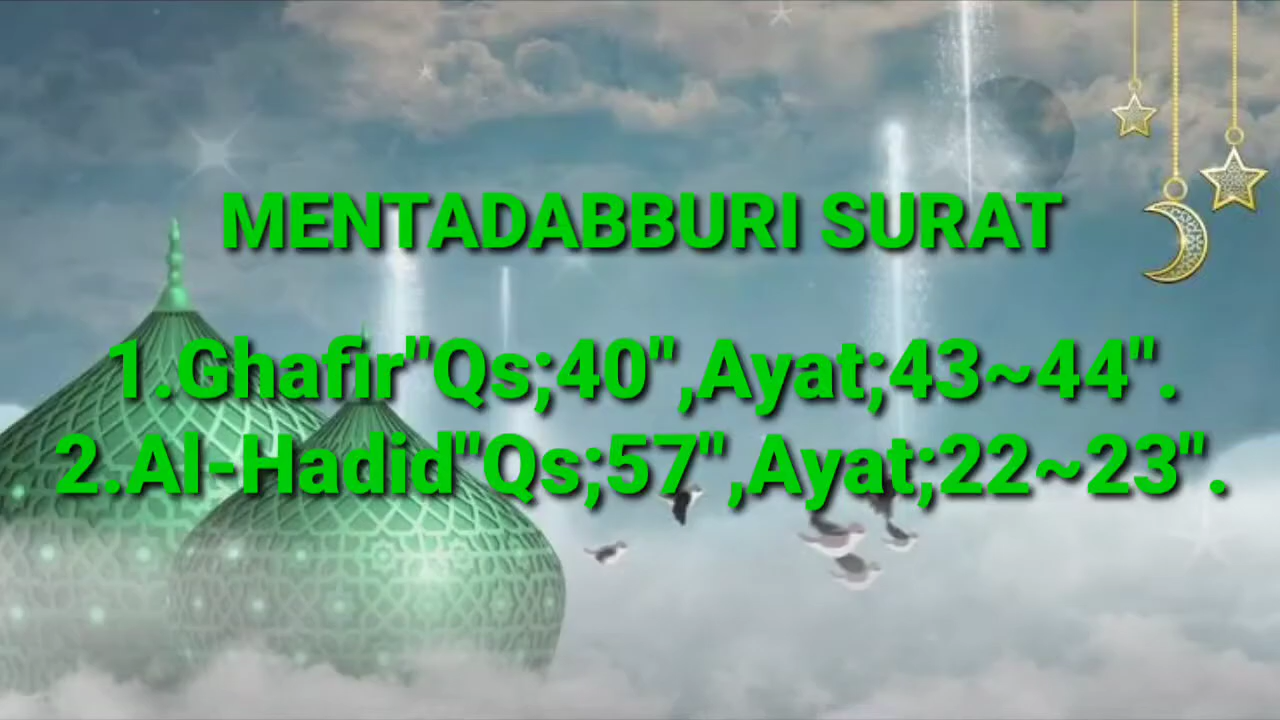 MENTADABBURI SURAT
1.Ghafir"Qs;40",Ayat;43~44".
2.Al-Hadid"Qs;57",Ayat;22~23".